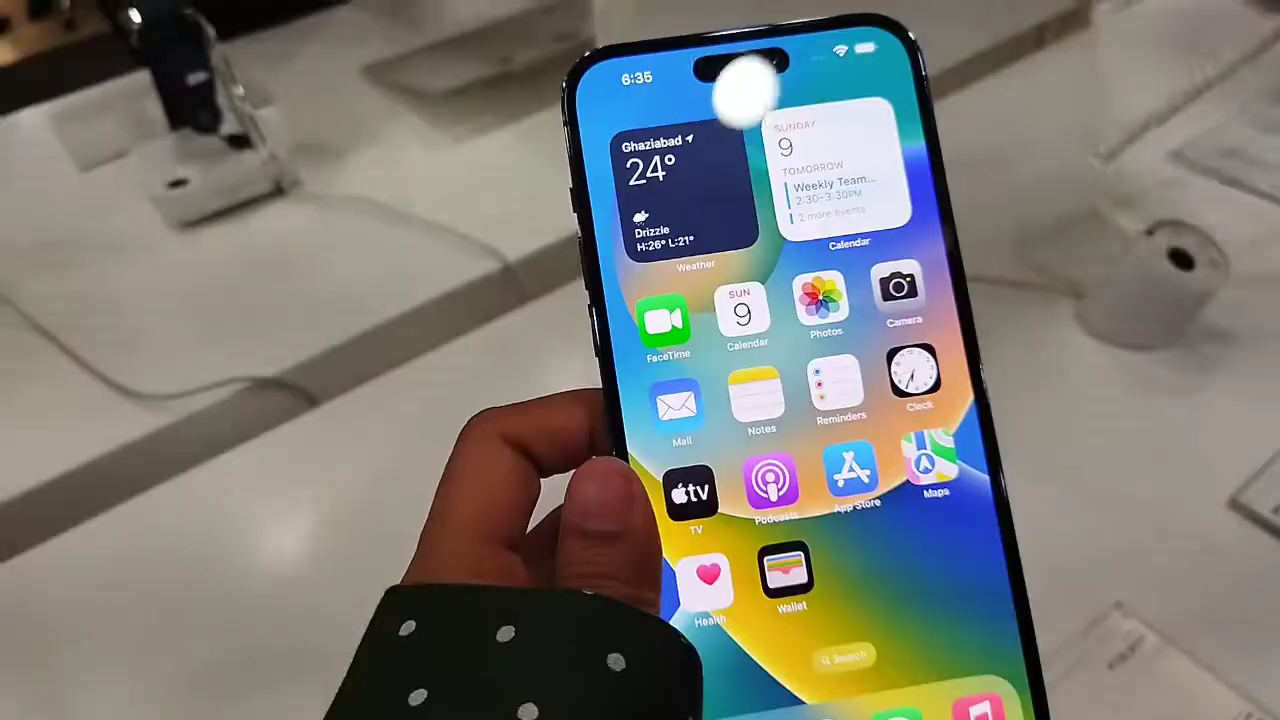 6:35
Ghaziabad
24°
Drizzle
H:26° L:21°
Weather
SUNDAY
9
TOMORROW
Weekly Team...
2:30–3:30PM
2 more events
Calendar
FaceTime
SUN
9
Calendar
Photos
Camera
Mail
Notes
Reminders
Clock
tv
TV
Podcasts
App Store
Maps
Health
Wallet
Search